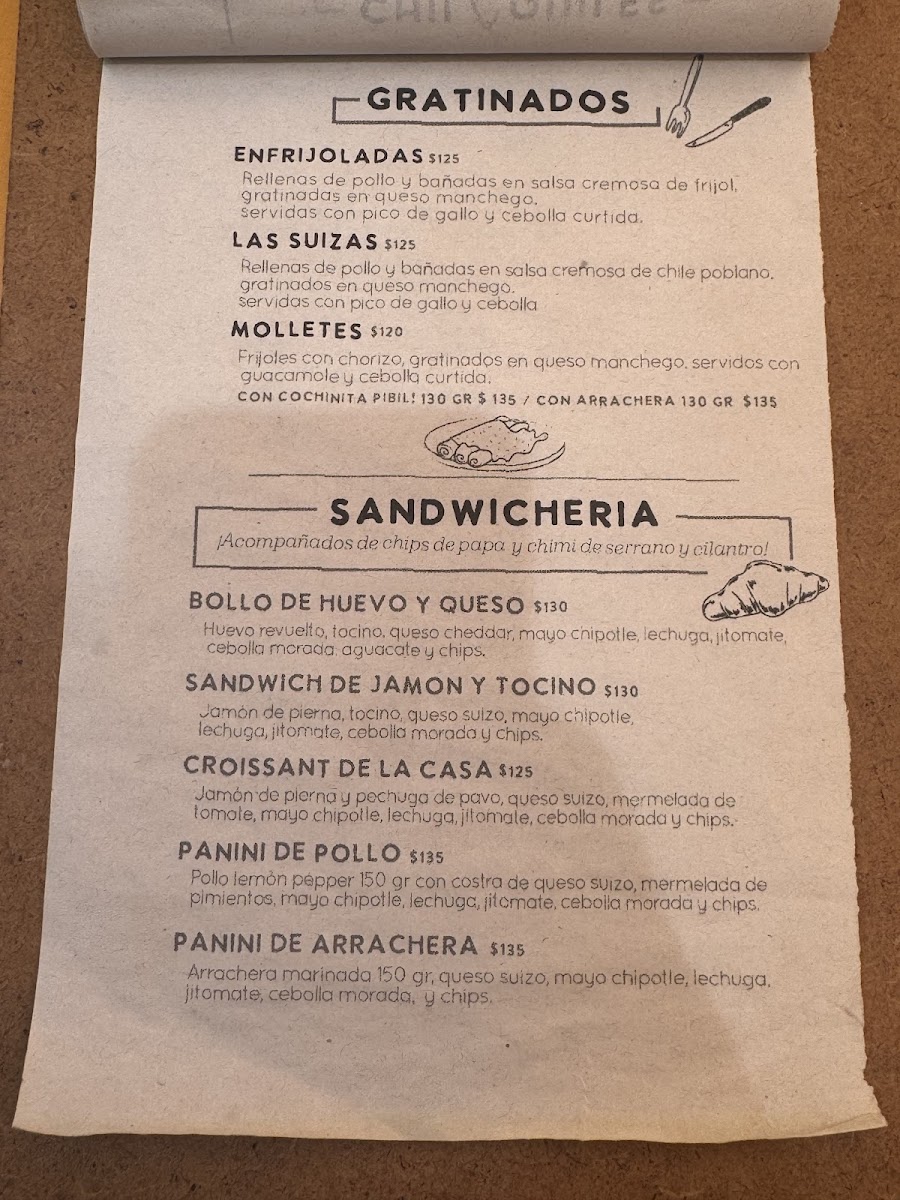 GRATINADOS
ENFRIJOLADAS $125
Rellenas de pollo y bañadas en salsa cremosa de frijol,
gratinadas en queso manchego.
servidas con pico de gallo y cebolla curtida.
LAS SUIZAS $125
Rellenas de pollo y bañadas en salsa cremosa de chile poblano,
gratinados en queso manchego.
servidas con pico de gallo y cebolla
MOLLETES $120
Frijoles con chorizo, gratinados en queso manchego. servidos con
guacamole y cebolla curtida.
CON COCHINITA PIBIL! 130 GR $ 135 / CON ARRACHERA 130 GR $135
SANDWICHERIA
¡Acompañados de chips de papa y chimi de serrano y cilantro!
BOLLO DE HUEVO Y QUESO $130
Huevo revuelto, tocino, queso cheddar, mayo chipotle, lechuga, jitomate,
cebolla morada, aguacate y chips.
SANDWICH DE JAMON Y TOCINO $130
Jamón de pierna, tocino, queso suizo, mayo chipotle,
lechuga, jitomate, cebolla morada y chips.
CROISSANT DE LA CASA $125
Jamón de pierna y pechuga de pavo, queso suizo, mermelada de
tomate, mayo chipotle, lechuga, jitomate, cebolla morada y chips.
PANINI DE POLLO $135
Pollo lemón pepper 150 gr con costra de queso suizo, mermelada de
pimientos, mayo chipotle, lechuga, jitomate, cebolla morada y chips.
PANINI DE ARRACHERA $135
Arrachera marinada 150 gr, queso suizo, mayo chipotle, lechuga,
jitomate, cebolla morada, y chips.